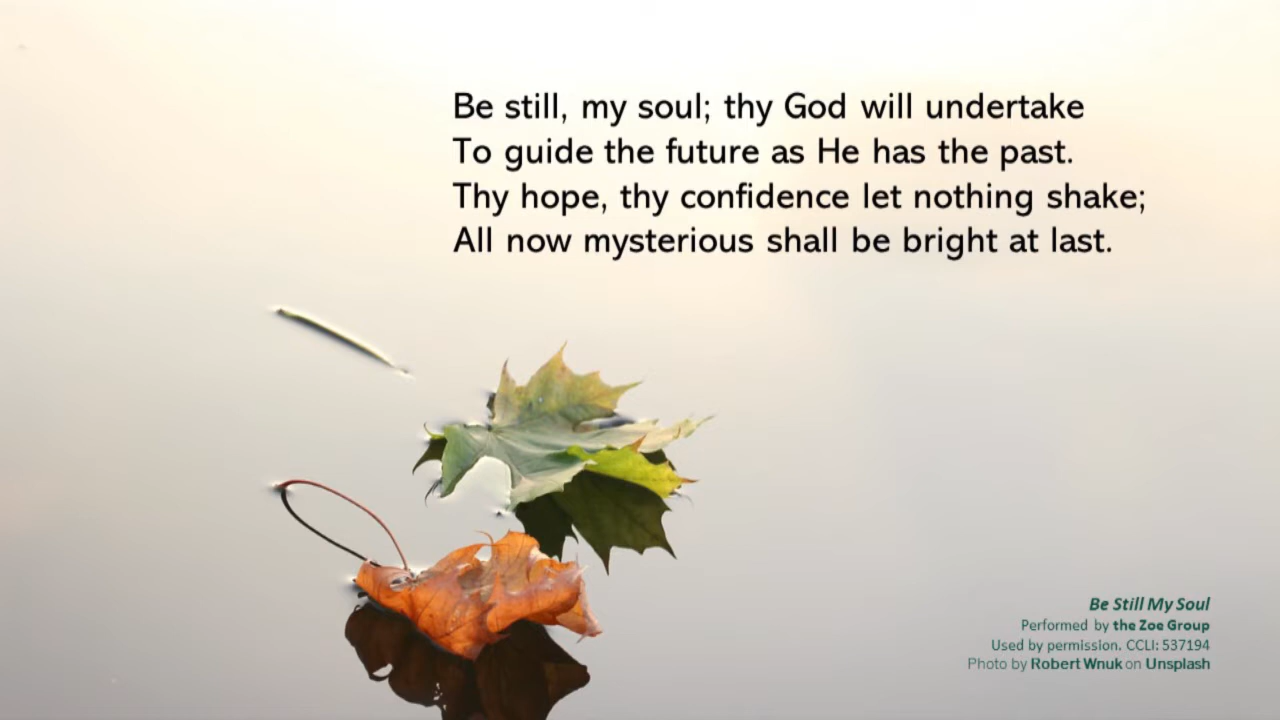 Be still, my soul; thy God will undertake
To guide the future as He has the past.
Thy hope, thy confidence let nothing shake;
All now mysterious shall be bright at last.
Be Still My Soul
Performed by the Zoe Group
Used by permission. CCLI: 537194
Photo by Robert Wnuk on Unsplash